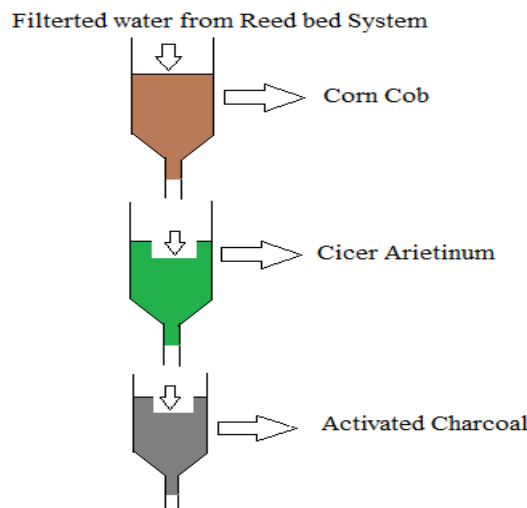 Filterted water from Reed bed System
Corn Cob
Cicer Arietinum
Activated Charcoal